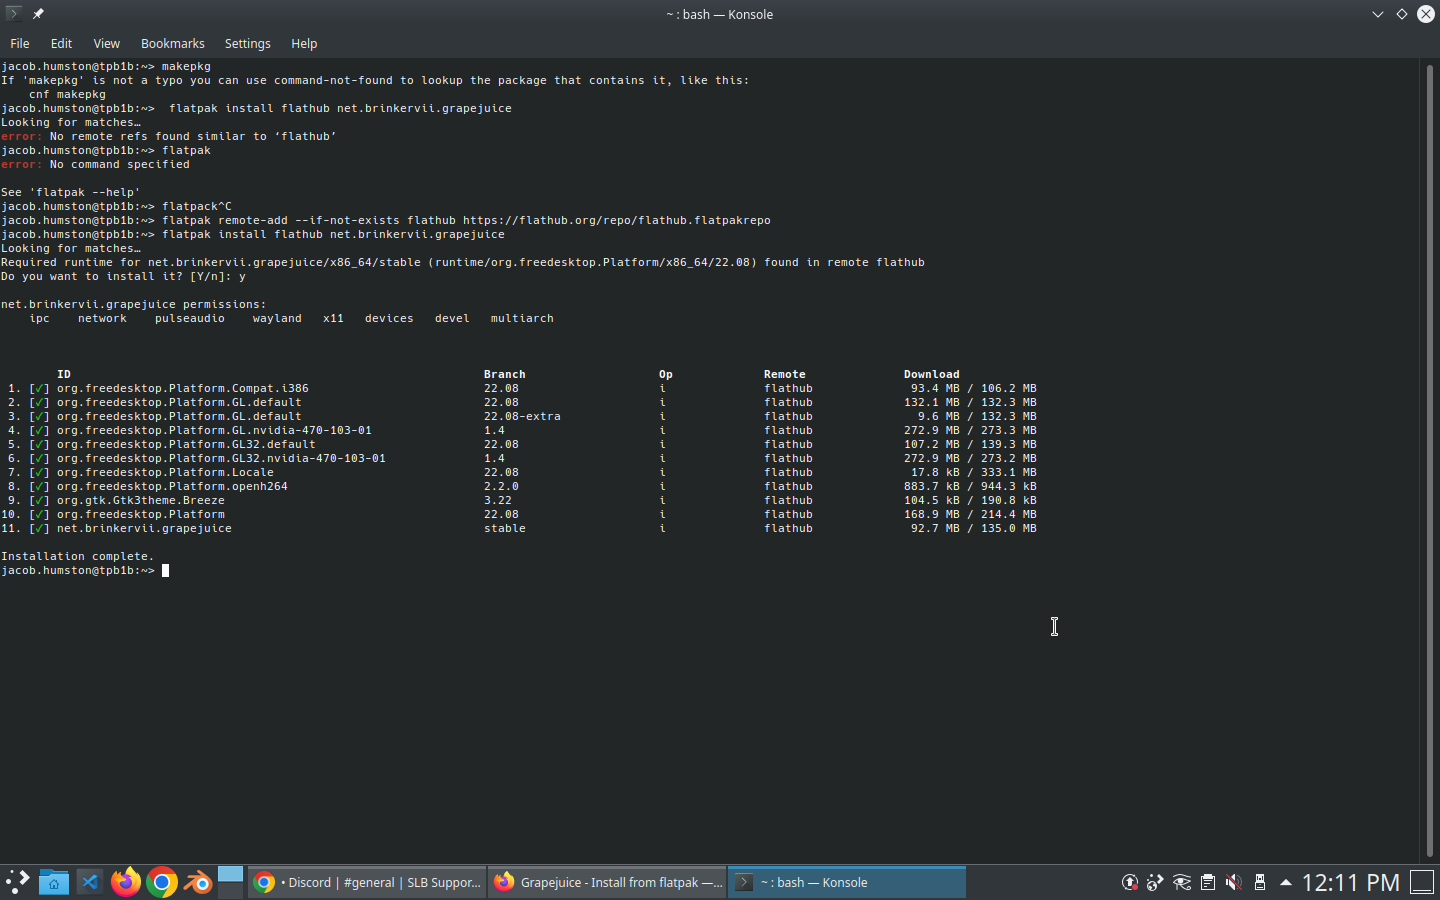 ~ : bash — Konsole
File Edit View Bookmarks Settings Help
jacob.humston@tpb1b:~> makepkg
If 'makepkg' is not a typo you can use command-not-found to lookup the package that contains it, like this:
    cnf makepkg
jacob.humston@tpb1b:~>  flatpak install flathub net.brinkervii.grapejuice
Looking for matches…
error: No remote refs found similar to ‘flathub’
jacob.humston@tpb1b:~> flatpak
error: No command specified
See 'flatpak --help'
jacob.humston@tpb1b:~> flatpack^C
jacob.humston@tpb1b:~> flatpak remote-add --if-not-exists flathub https://flathub.org/repo/flathub.flatpakrepo
jacob.humston@tpb1b:~> flatpak install flathub net.brinkervii.grapejuice
Looking for matches…
Required runtime for net.brinkervii.grapejuice/x86_64/stable (runtime/org.freedesktop.Platform/x86_64/22.08) found in remote flathub
Do you want to install it? [Y/n]: y
net.brinkervii.grapejuice permissions:
    ipc    network    pulseaudio    wayland   x11   devices   devel   multiarch
ID Branch Op Remote Download
1. [✓] org.freedesktop.Platform.Compat.i386 22.08 i flathub 93.4 MB / 106.2 MB
2. [✓] org.freedesktop.Platform.GL.default 22.08 i flathub 132.1 MB / 132.3 MB
3. [✓] org.freedesktop.Platform.GL.default 22.08-extra i flathub 9.6 MB / 132.3 MB
4. [✓] org.freedesktop.Platform.GL.nvidia-470-103-01 1.4 i flathub 272.9 MB / 273.3 MB
5. [✓] org.freedesktop.Platform.GL32.default 22.08 i flathub 107.2 MB / 139.3 MB
6. [✓] org.freedesktop.Platform.GL32.nvidia-470-103-01 1.4 i flathub 272.9 MB / 273.2 MB
7. [✓] org.freedesktop.Platform.Locale 22.08 i flathub 17.8 kB / 333.1 MB
8. [✓] org.freedesktop.Platform.openh264 2.2.0 i flathub 883.7 kB / 944.3 kB
9. [✓] org.gtk.Gtk3theme.Breeze 3.22 i flathub 104.5 kB / 190.8 kB
10. [✓] org.freedesktop.Platform 22.08 i flathub 168.9 MB / 214.4 MB
11. [✓] net.brinkervii.grapejuice stable i flathub 92.7 MB / 135.0 MB
Installation complete.
jacob.humston@tpb1b:~>
• Discord | #general | SLB Suppor... Grapejuice - Install from flatpak —... ~ : bash — Konsole 12:11 PM